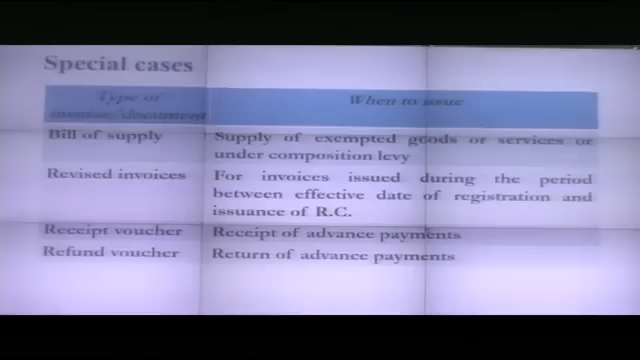 Special cases
Type of When to issue
invoice/document
Bill of supply Supply of exempted goods or services or
under composition levy
Revised invoices For invoices issued during the period
between effective date of registration and
issuance of R.C.
Receipt voucher Receipt of advance payments
Refund voucher Return of advance payments